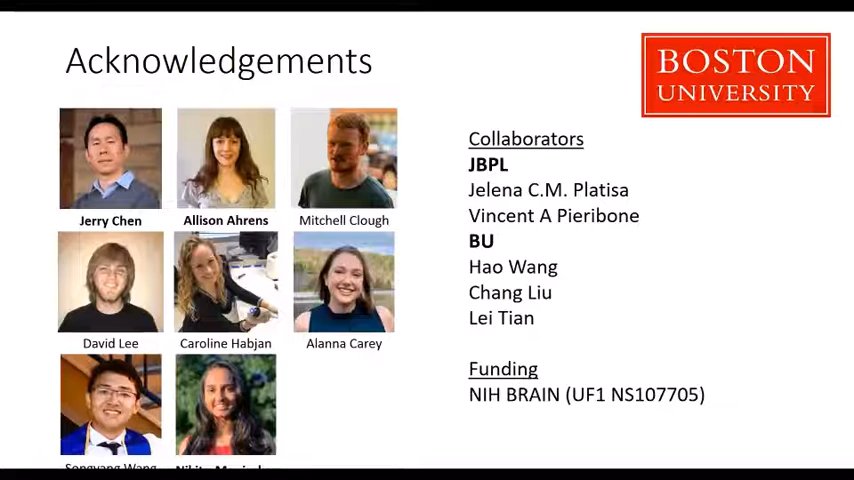 Acknowledgements
BOSTON
UNIVERSITY
Jerry Chen
Allison Ahrens
Mitchell Clough
David Lee
Caroline Habjan
Alanna Carey
Collaborators
JBPL
Jelena C.M. Platisa
Vincent A Pieribone
BU
Hao Wang
Chang Liu
Lei Tian
Funding
NIH BRAIN (UF1 NS107705)